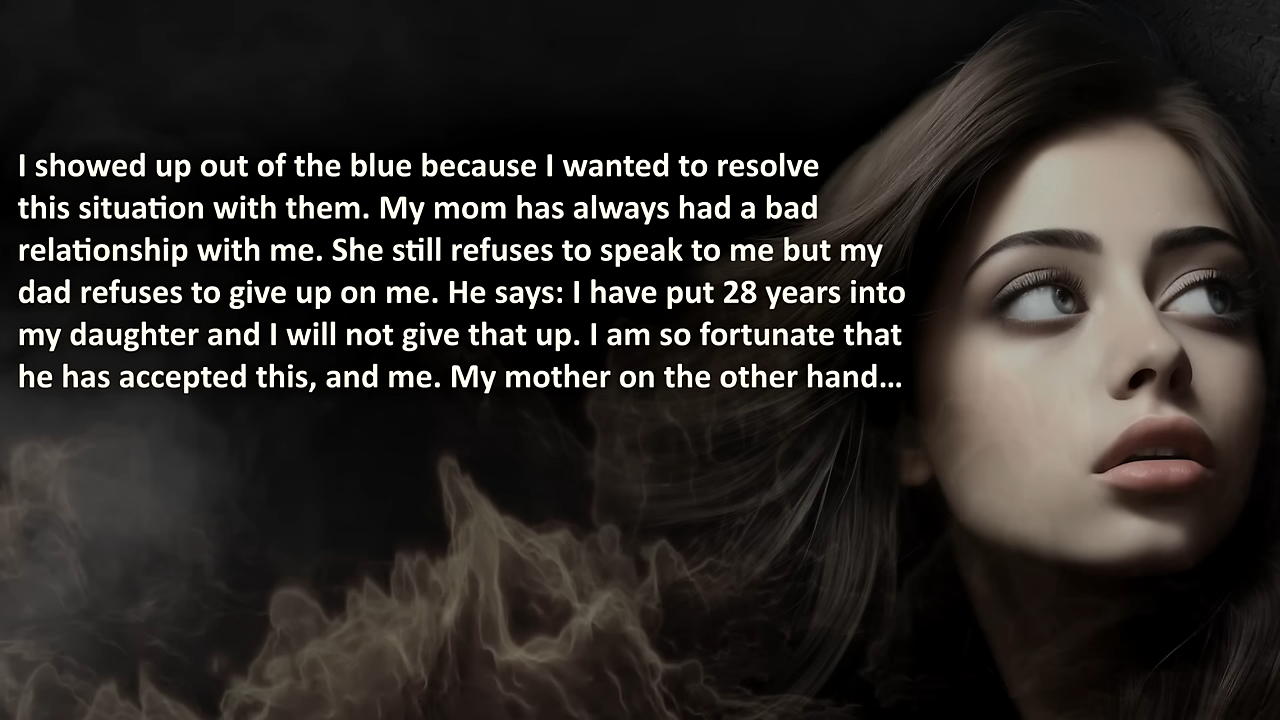 I showed up out of the blue because I wanted to resolve
this situation with them. My mom has always had a bad
relationship with me. She still refuses to speak to me but my
dad refuses to give up on me. He says: I have put 28 years into
my daughter and I will not give that up. I am so fortunate that
he has accepted this, and me. My mother on the other hand...